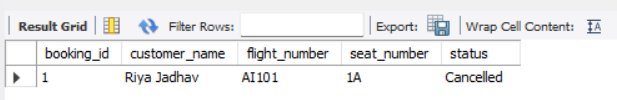 Result Grid Filter Rows: Export: Wrap Cell Content: IA
booking_id customer_name flight_number seat_number status
1 Riya Jadhav AI101 1A Cancelled